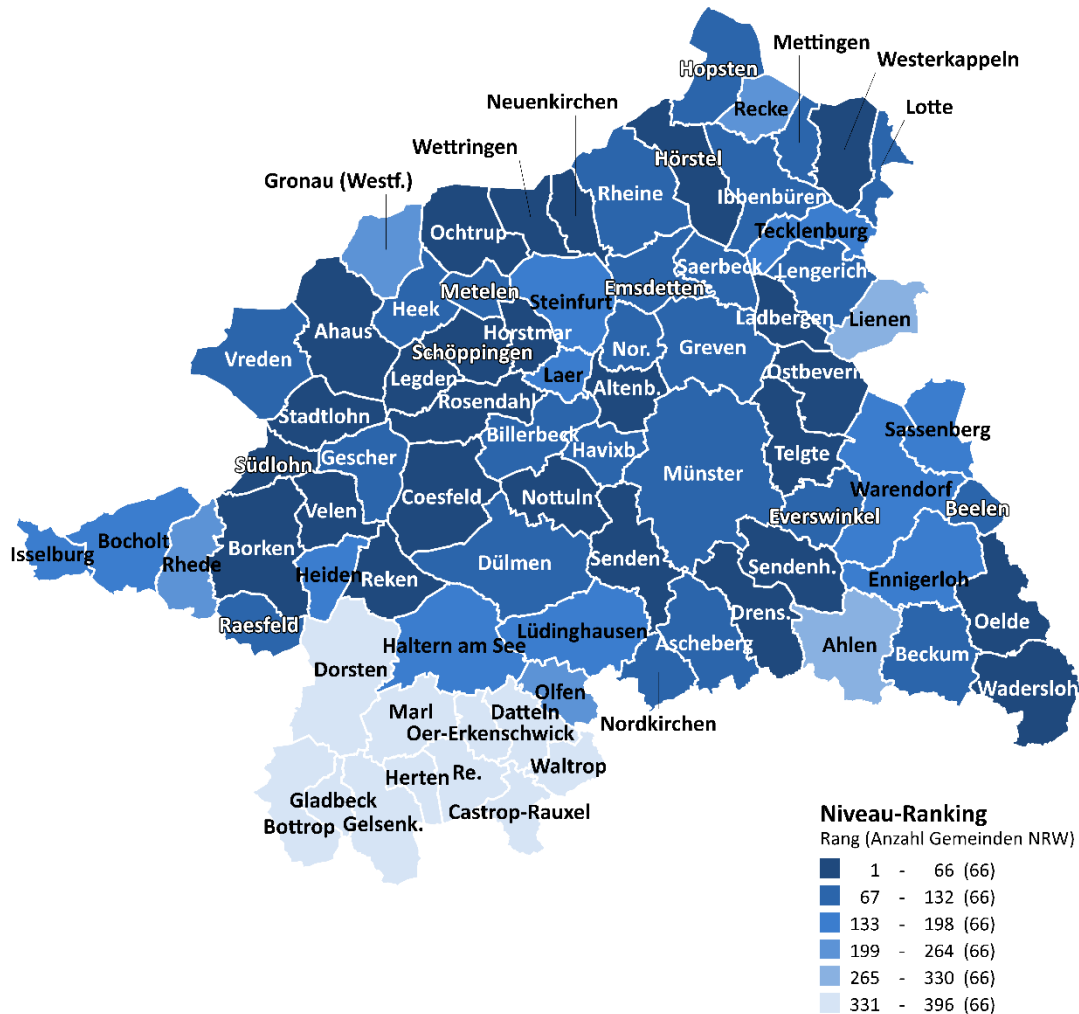 Mettingen
Hopsten
Westerkappeln
Neuenkirchen
Recke
Lotte
Wettringen
Hörstel
Gronau (Westf.)
Rheine
Ibbenbüren
Ochtrup
Tecklenburg
Saerbeck
Lengerich
Metelen
Emsdetten
Steinfurt
Heek
Ladbergen
Lienen
Ahaus
Horstmar
Schöppingen
Nor.
Greven
Vreden
Laer
Ostbevern
Legden
Altenb.
Rosendahl
Stadtlohn
Sassenberg
Billerbeck
Havixb.
Telgte
Gescher
Südlohn
Münster
Warendorf
Coesfeld
Nottuln
Beelen
Velen
Everswinkel
Bocholt
Isselburg
Borken
Rhede
Dülmen
Senden
Sendenh.
Heiden
Reken
Ennigerloh
Drens.
Oelde
Raesfeld
Lüdinghausen
Ascheberg
Haltern am See
Ahlen
Beckum
Dorsten
Wadersloh
Olfen
Marl
Datteln
Nordkirchen
Oer-Erkenschwick
Waltrop
Herten
Re.
Gladbeck
Castrop-Rauxel
Bottrop
Gelsenk.
Niveau-Ranking
Rang (Anzahl Gemeinden NRW)
1 - 66 (66)
67 - 132 (66)
133 - 198 (66)
199 - 264 (66)
265 - 330 (66)
331 - 396 (66)